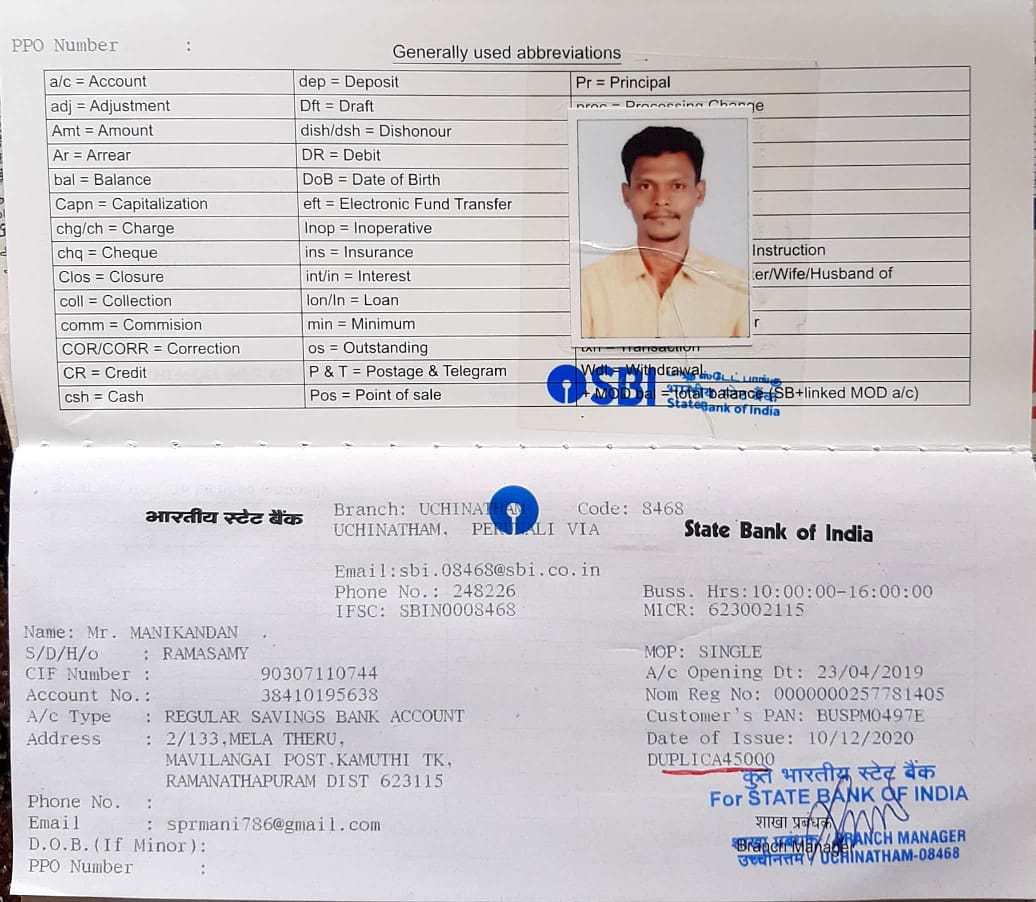 PPO Number :
Generally used abbreviations
a/c = Account dep = Deposit Pr = Principal
adj = Adjustment Dft = Draft proc = Processing Change
Amt = Amount dish/dsh = Dishonour
Ar = Arrear DR = Debit
bal = Balance DoB = Date of Birth
Capn = Capitalization eft = Electronic Fund Transfer
chg/ch = Charge Inop = Inoperative
chq = Cheque ins = Insurance Instruction
Clos = Closure int/in = Interest er/Wife/Husband of
coll = Collection lon/ln = Loan
comm = Commision min = Minimum r
COR/CORR = Correction os = Outstanding txn = Transaction
CR = Credit P & T = Postage & Telegram Wdl = Withdrawal
csh = Cash Pos = Point of sale + MOD bal = total balance (SB+linked MOD a/c)
SBI
भारतीय स्टेट बैंक
State Bank of India
भारतीय स्टेट बैंक
Branch: UCHINATHAM Code: 8468
UCHINATHAM, PERUNALI VIA
State Bank of India
Email:sbi.08468@sbi.co.in
Phone No.: 248226 Buss. Hrs:10:00:00-16:00:00
IFSC: SBIN0008468 MICR: 623002115
Name: Mr. MANIKANDAN .
S/D/H/o : RAMASAMY MOP: SINGLE
CIF Number : 90307110744 A/c Opening Dt: 23/04/2019
Account No.: 38410195638 Nom Reg No: 0000000257781405
A/c Type : REGULAR SAVINGS BANK ACCOUNT Customer's PAN: BUSPM0497E
Address : 2/133,MELA THERU, Date of Issue: 10/12/2020
MAVILANGAI POST,KAMUTHI TK, DUPLICA45000
RAMANATHAPURAM DIST 623115
कृते भारतीय स्टेट बैंक
For STATE BANK OF INDIA
Phone No. :
शाखा प्रबंधक
Email : sprmani786@gmail.com
शाखा प्रबंधक / BRANCH MANAGER
Branch Manager
D.O.B.(If Minor):
उच्चीनत्तम / UCHINATHAM-08468
PPO Number :